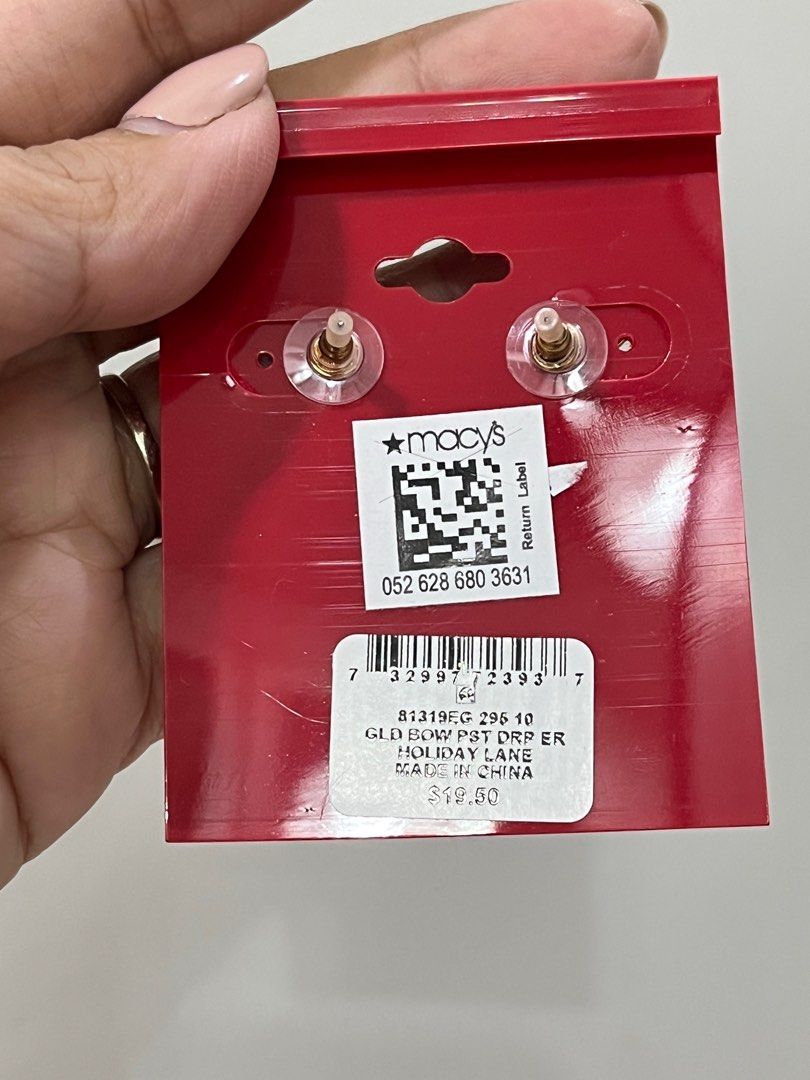 ★macy's
Return Label
052 628 680 3631
7 32997 72393 7
81319EG 295 10
GLD BOW PST DRP ER
HOLIDAY LANE
MADE IN CHINA
$19.50